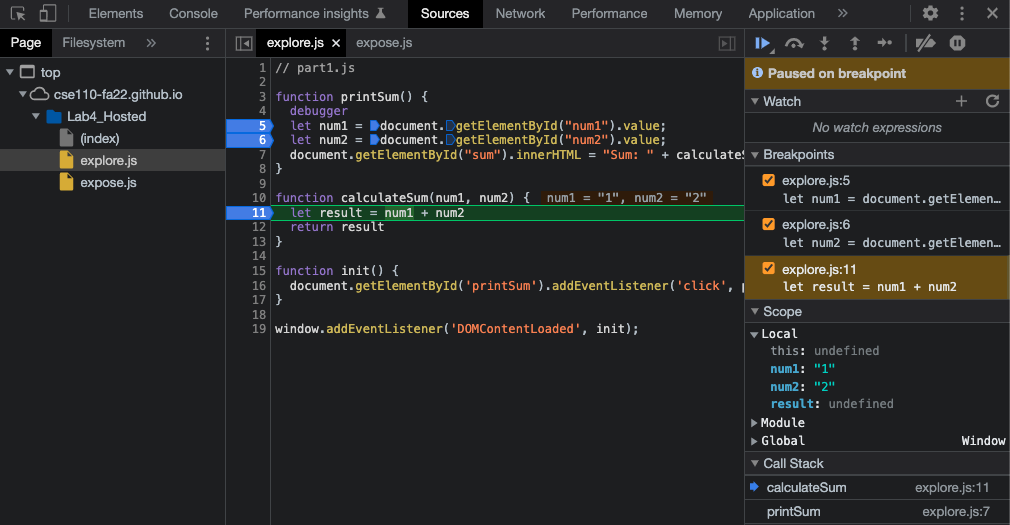 Elements Console Performance insights Sources Network Performance Memory Application »
Page Filesystem »
explore.js × expose.js
top
cse110-fa22.github.io
Lab4_Hosted
(index)
explore.js
expose.js
1 // part1.js
2
3 function printSum() {
4 debugger
5 let num1 = document.getElementById("num1").value;
6 let num2 = document.getElementById("num2").value;
7 document.getElementById("sum").innerHTML = "Sum: " + calculateS
8 }
9
10 function calculateSum(num1, num2) { num1 = "1", num2 = "2"
11 let result = num1 + num2
12 return result
13 }
14
15 function init() {
16 document.getElementById('printSum').addEventListener('click',
17 }
18
19 window.addEventListener('DOMContentLoaded', init);
Paused on breakpoint
Watch
No watch expressions
Breakpoints
explore.js:5
let num1 = document.getElemen…
explore.js:6
let num2 = document.getElemen…
explore.js:11
let result = num1 + num2
Scope
Local
this: undefined
num1: "1"
num2: "2"
result: undefined
Module
Global Window
Call Stack
calculateSum explore.js:11
printSum explore.js:7